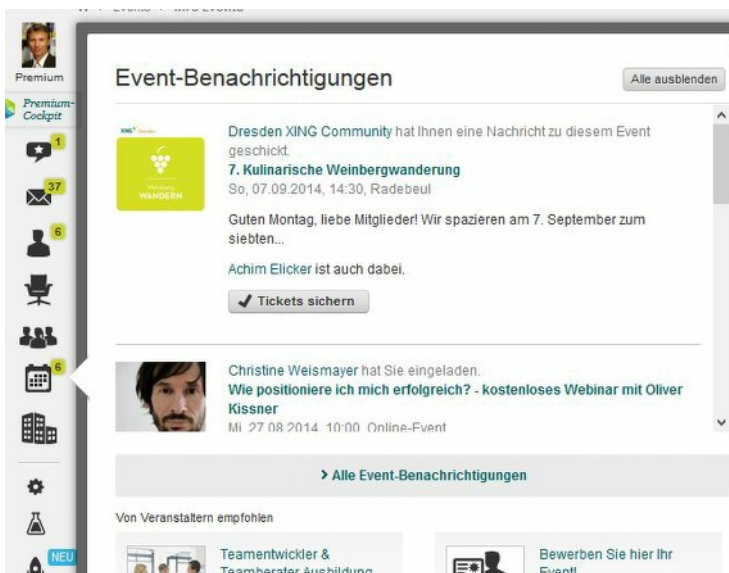 Premium
Event-Benachrichtigungen
Alle ausblenden
Premium-
Cockpit
1
37
6
6
NEU
Dresden XING Community hat Ihnen eine Nachricht zu diesem Event
geschickt.
7. Kulinarische Weinbergwanderung
So, 07.09.2014, 14:30, Radebeul
WANDERN
Guten Montag, liebe Mitglieder! Wir spazieren am 7. September zum
siebten...
Achim Elicker ist auch dabei.
Tickets sichern
Christine Weismayer hat Sie eingeladen.
Wie positioniere ich mich erfolgreich? - kostenloses Webinar mit Oliver
Kissner
Mi, 27.08.2014, 10:00, Online-Event
Alle Event-Benachrichtigungen
Von Veranstaltern empfohlen
Teamentwickler &
Teamberater Ausbildung
Bewerben Sie hier Ihr
Event!